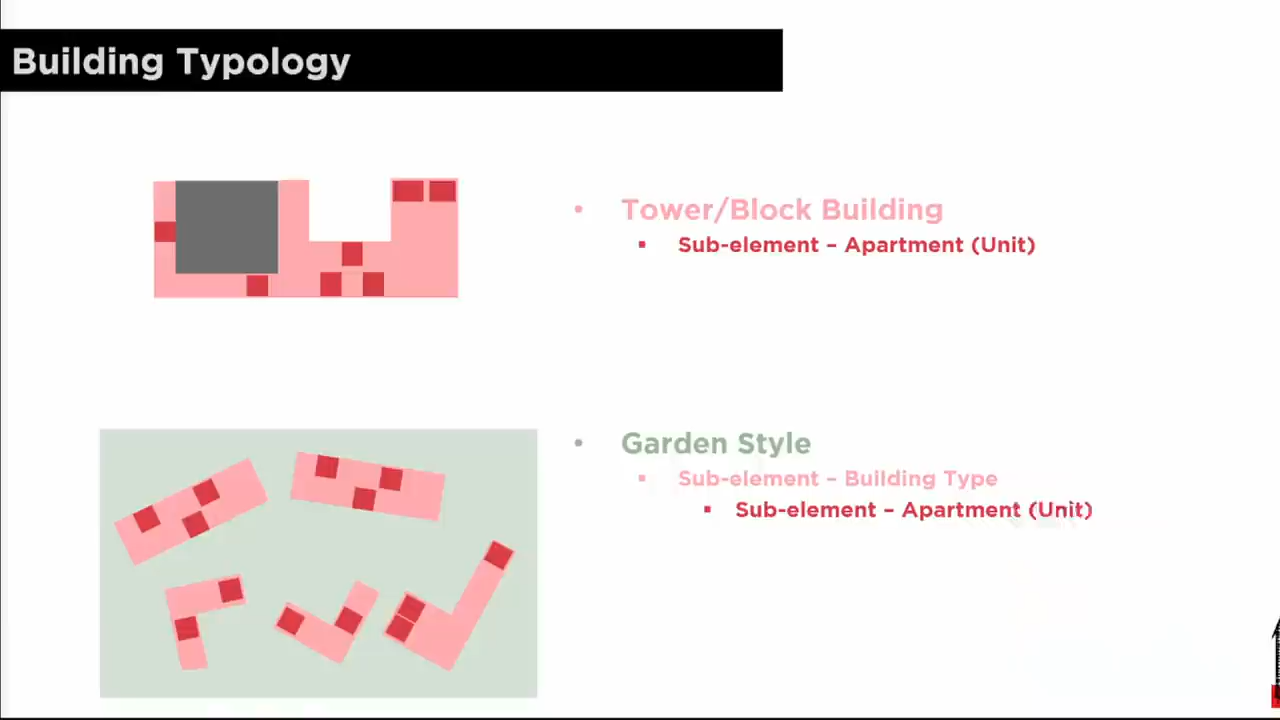 Building Typology
• Tower/Block Building
▪ Sub-element – Apartment (Unit)
• Garden Style
▪ Sub-element – Building Type
▪ Sub-element – Apartment (Unit)